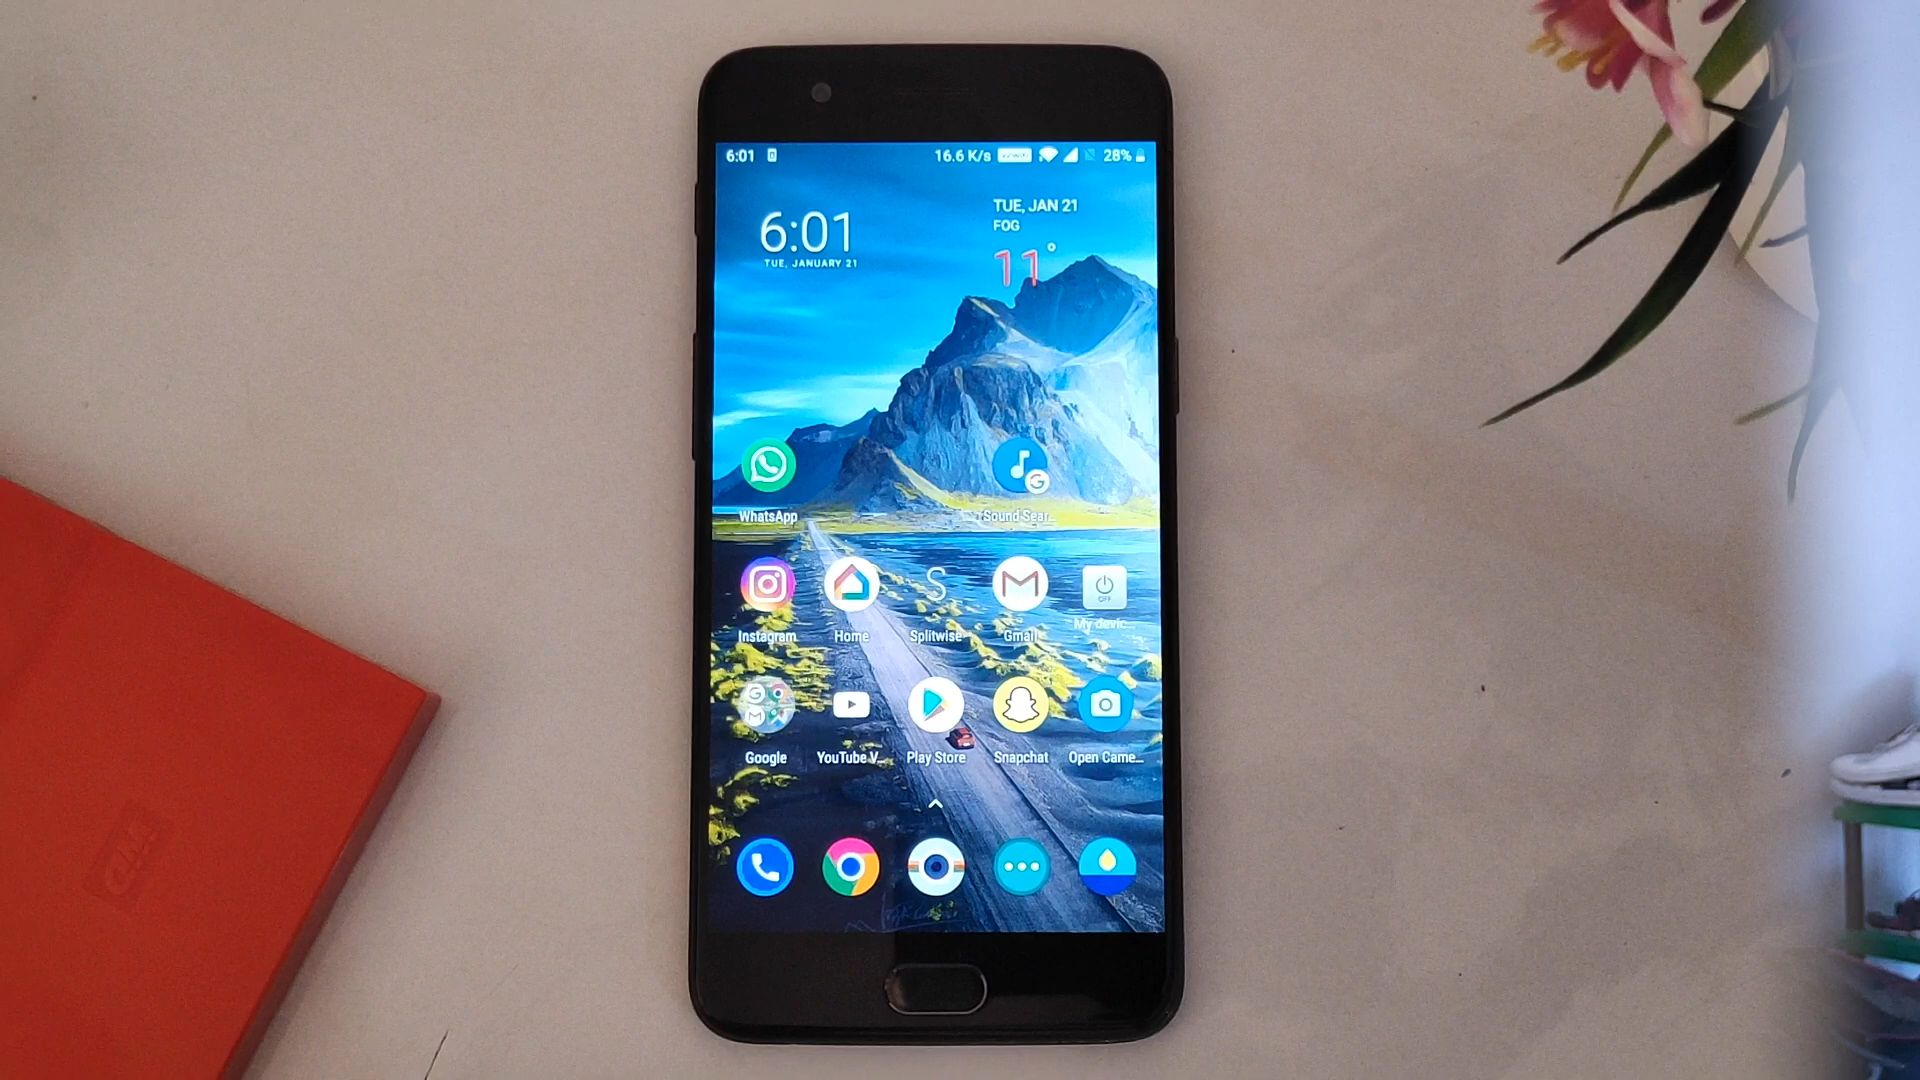 6:01
16.6 K/s
28%
6:01
TUE, JANUARY 21
TUE, JAN 21
FOG
11°
WhatsApp
Sound Sear...
Instagram
Home
Splitwise
Gmail
OFF
My devic...
Google
YouTube V...
Play Store
Snapchat
Open Came...